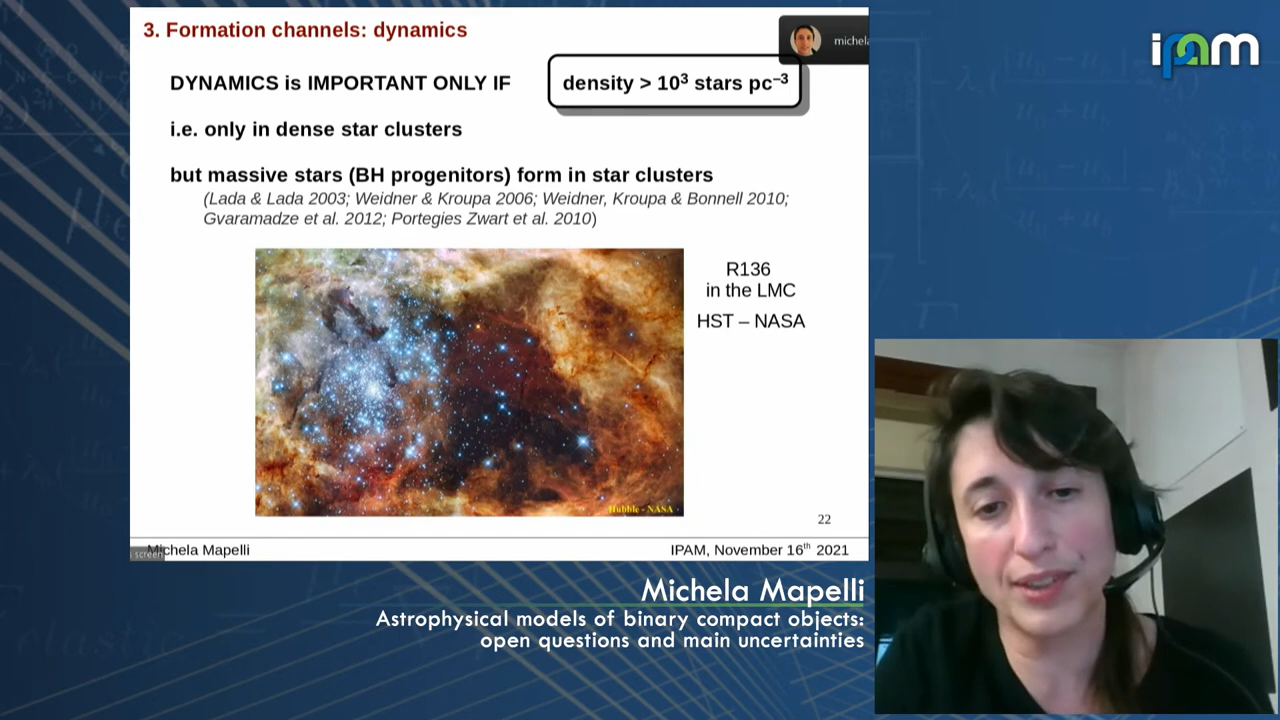 3. Formation channels: dynamics
michela
ipam
DYNAMICS is IMPORTANT ONLY IF
density > 10³ stars pc⁻³
i.e. only in dense star clusters
but massive stars (BH progenitors) form in star clusters
(Lada & Lada 2003; Weidner & Kroupa 2006; Weidner, Kroupa & Bonnell 2010;
Gvaramadze et al. 2012; Portegies Zwart et al. 2010)
R136
in the LMC
HST – NASA
Hubble - NASA
22
screen
Michela Mapelli
IPAM, November 16th 2021
Michela Mapelli
Astrophysical models of binary compact objects:
open questions and main uncertainties